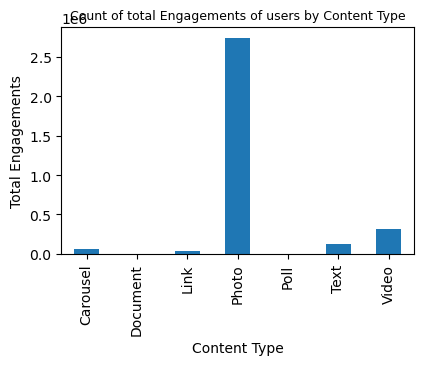 Count of total Engagements of users by Content Type
1e6
2.5
2.0
1.5
1.0
0.5
0.0
Total Engagements
Carousel
Document
Link
Photo
Poll
Text
Video
Content Type